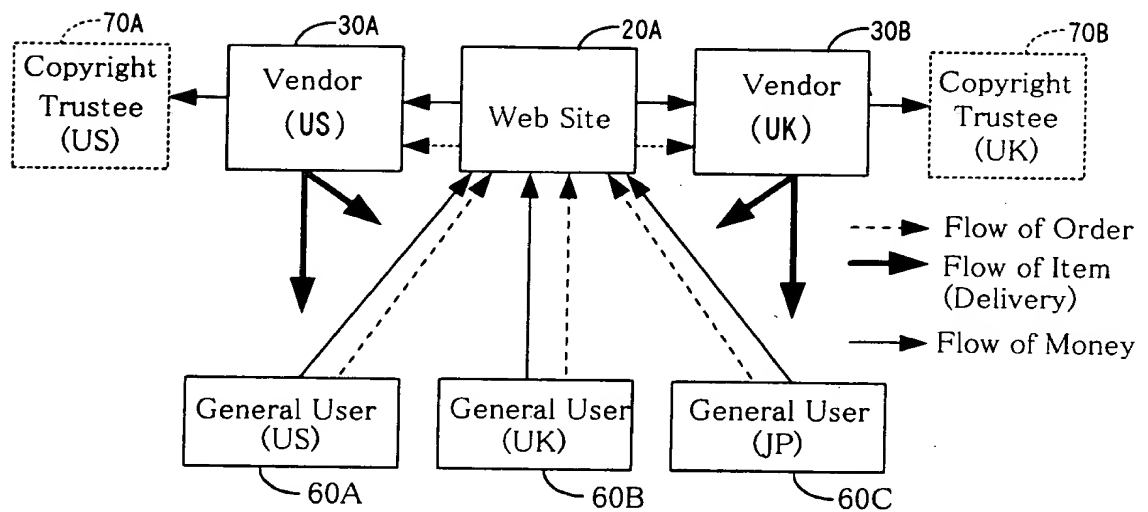 70A
30A
20A
30B
70B
Copyright
Trustee
(US)
Vendor
(US)
Web Site
Vendor
(UK)
Copyright
Trustee
(UK)
Flow of Order
Flow of Item
(Delivery)
Flow of Money
General User
(US)
General User
(UK)
General User
(JP)
60A
60B
60C